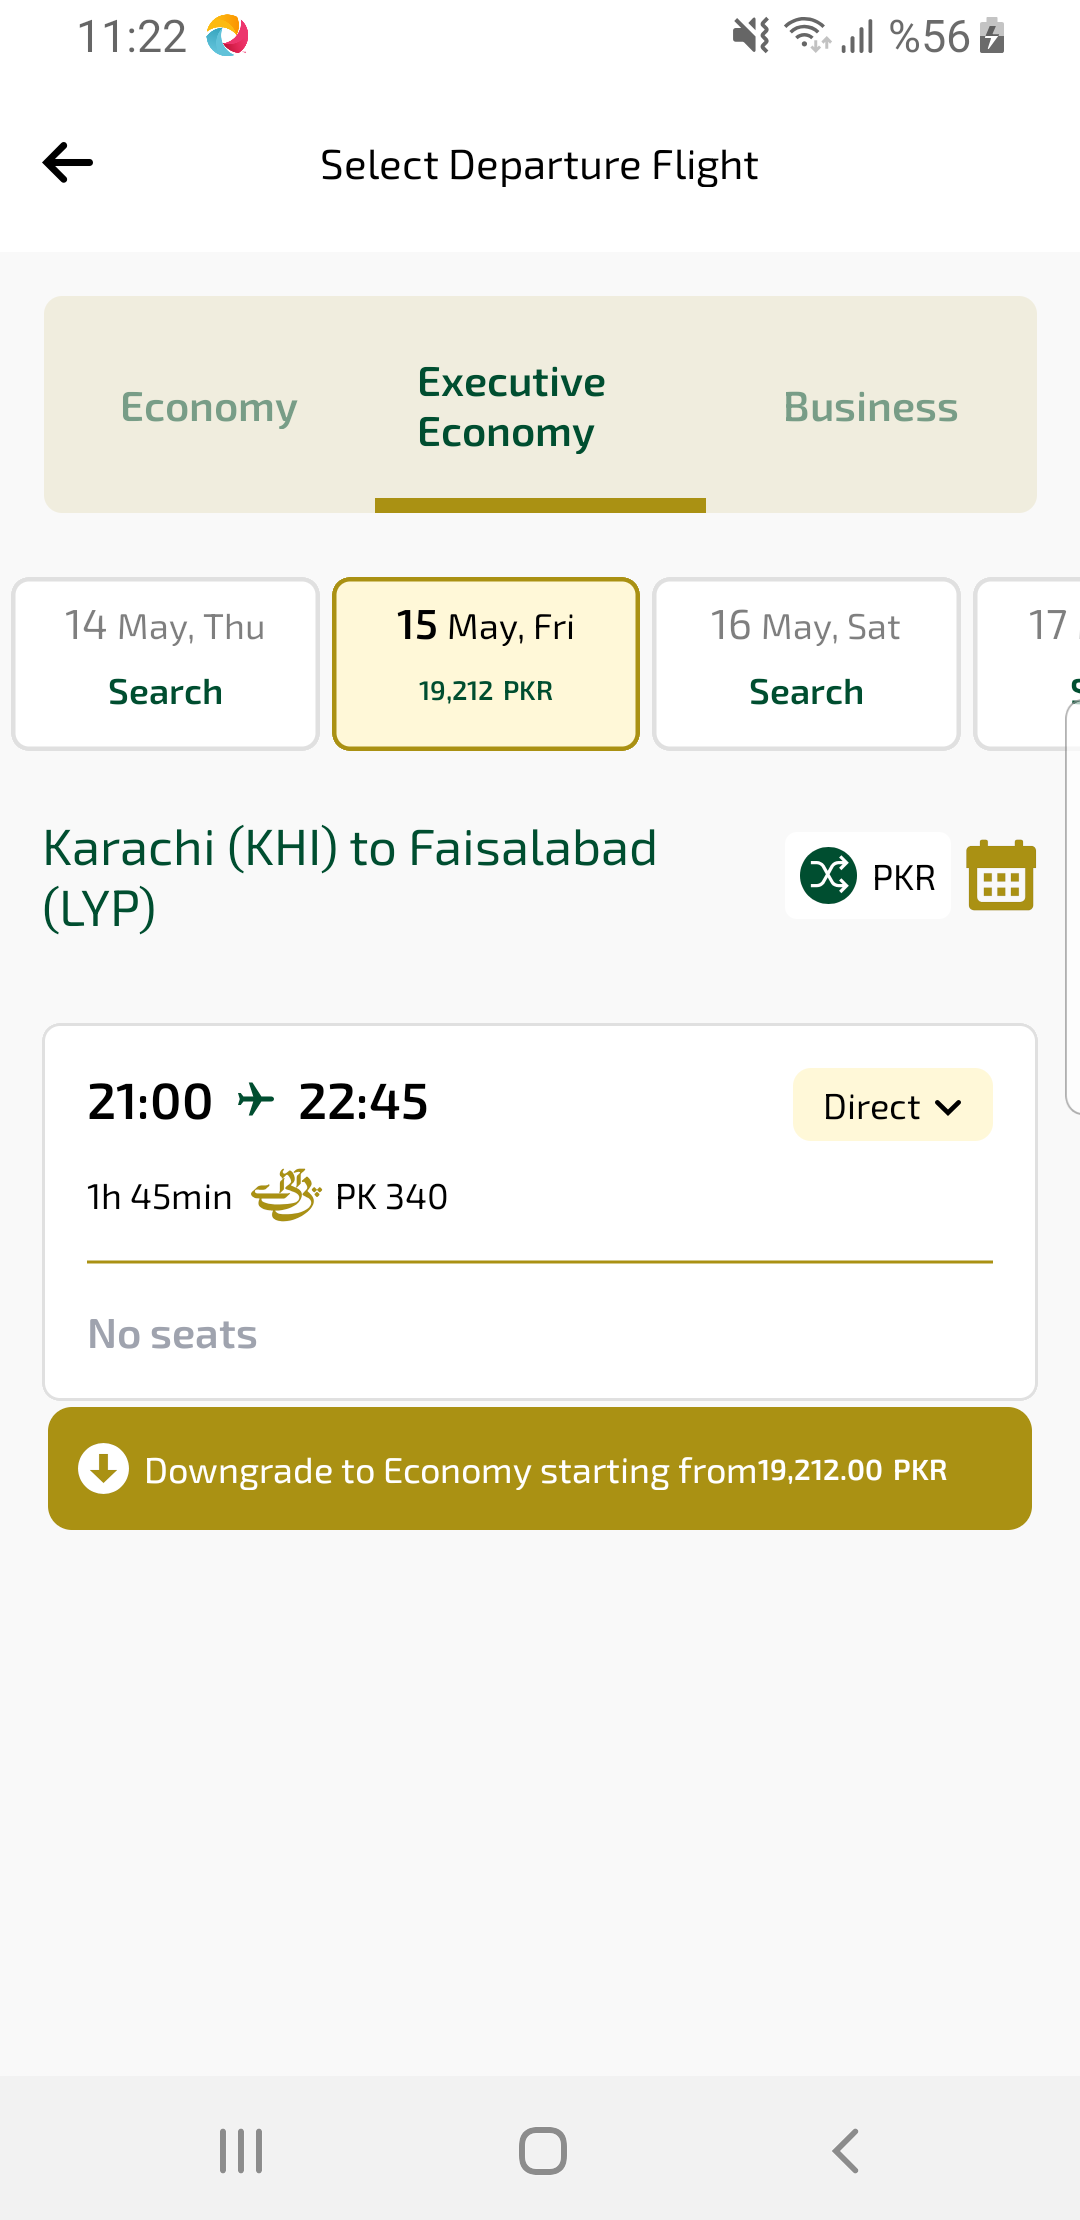 11:22
%56
Select Departure Flight
Economy
Executive
Economy
Business
14 May, Thu
Search
15 May, Fri
19,212 PKR
16 May, Sat
Search
17
Karachi (KHI) to Faisalabad
(LYP)
PKR
21:00 22:45
Direct
1h 45min PK 340
No seats
Downgrade to Economy starting from19,212.00 PKR